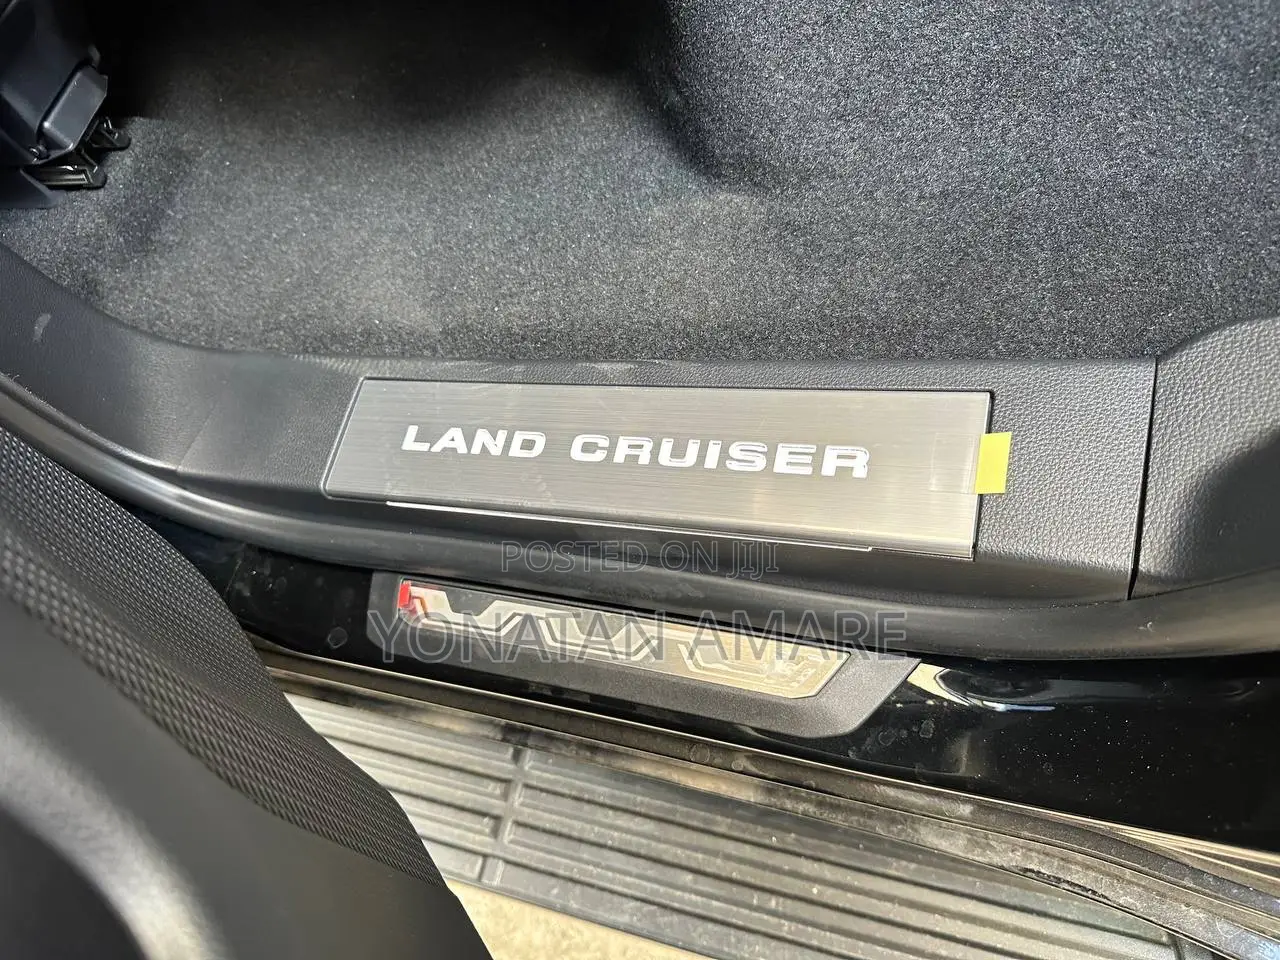 LAND CRUISER
POSTED ON JIJI
YONATAN AMARE